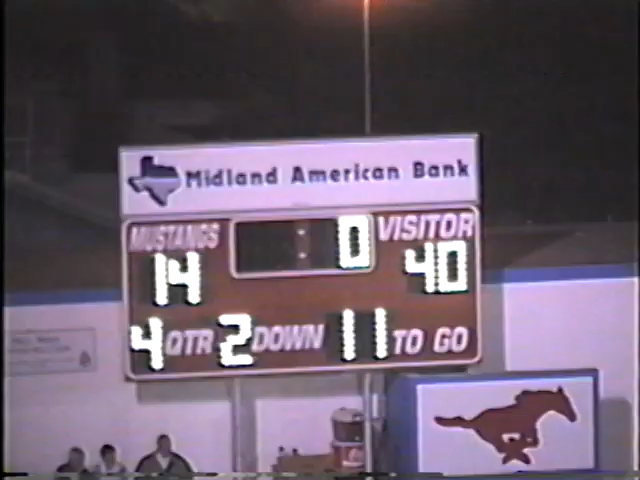 Midland American Bank
MUSTANGS 0 VISITOR
14 40
4 QTR 2 DOWN 11 TO GO